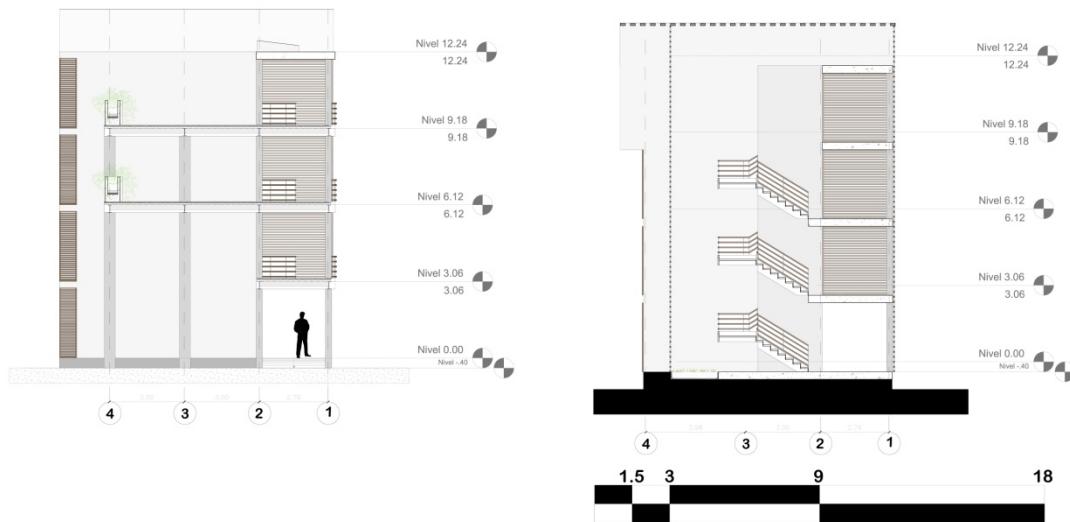 Nivel 12.24
12.24
Nivel 9.18
9.18
Nivel 6.12
6.12
Nivel 3.06
3.06
Nivel 0.00
Nivel -.40
4 3 2 1
Nivel 12.24
12.24
Nivel 9.18
9.18
Nivel 6.12
6.12
Nivel 3.06
3.06
Nivel 0.00
Nivel -.40
4 3 2 1
1.5 3 9 18